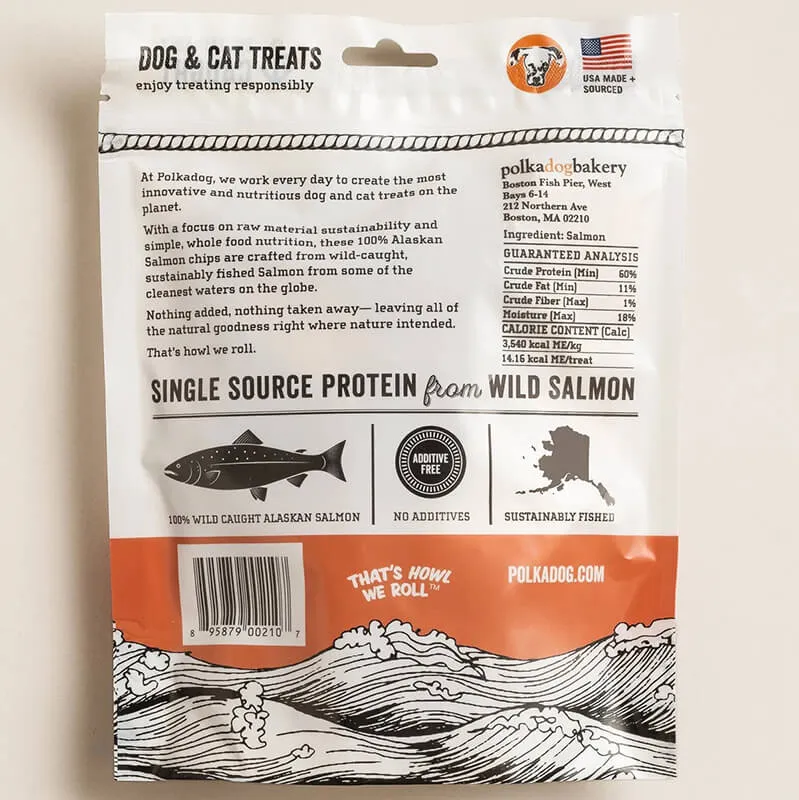 DOG & CAT TREATS
enjoy treating responsibly
USA MADE +
SOURCED
At Polkadog, we work every day to create the most
innovative and nutritious dog and cat treats on the
planet.
With a focus on raw material sustainability and
simple, whole food nutrition, these 100% Alaskan
Salmon chips are crafted from wild-caught,
sustainably fished Salmon from some of the
cleanest waters on the globe.
Nothing added, nothing taken away— leaving all of
the natural goodness right where nature intended.
That's howl we roll.
polkadogbakery
Boston Fish Pier, West
Bays 6-14
212 Northern Ave
Boston, MA 02210
Ingredient: Salmon
GUARANTEED ANALYSIS
Crude Protein (Min) 60%
Crude Fat (Min) 11%
Crude Fiber (Max) 1%
Moisture (Max) 18%
CALORIE CONTENT (Calc)
3,540 kcal ME/kg
14.16 kcal ME/treat
SINGLE SOURCE PROTEIN from WILD SALMON
ADDITIVE
FREE
100% WILD CAUGHT ALASKAN SALMON
NO ADDITIVES
SUSTAINABLY FISHED
8 95879 00210 7
THAT'S HOWL
WE ROLL™
POLKADOG.COM